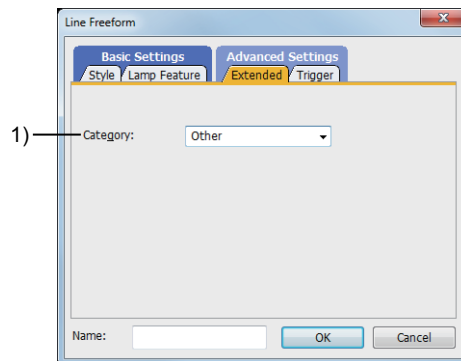 Line Freeform
x
Basic Settings Advanced Settings
Style Lamp Feature Extended Trigger
1) Category: Other
Name: OK Cancel